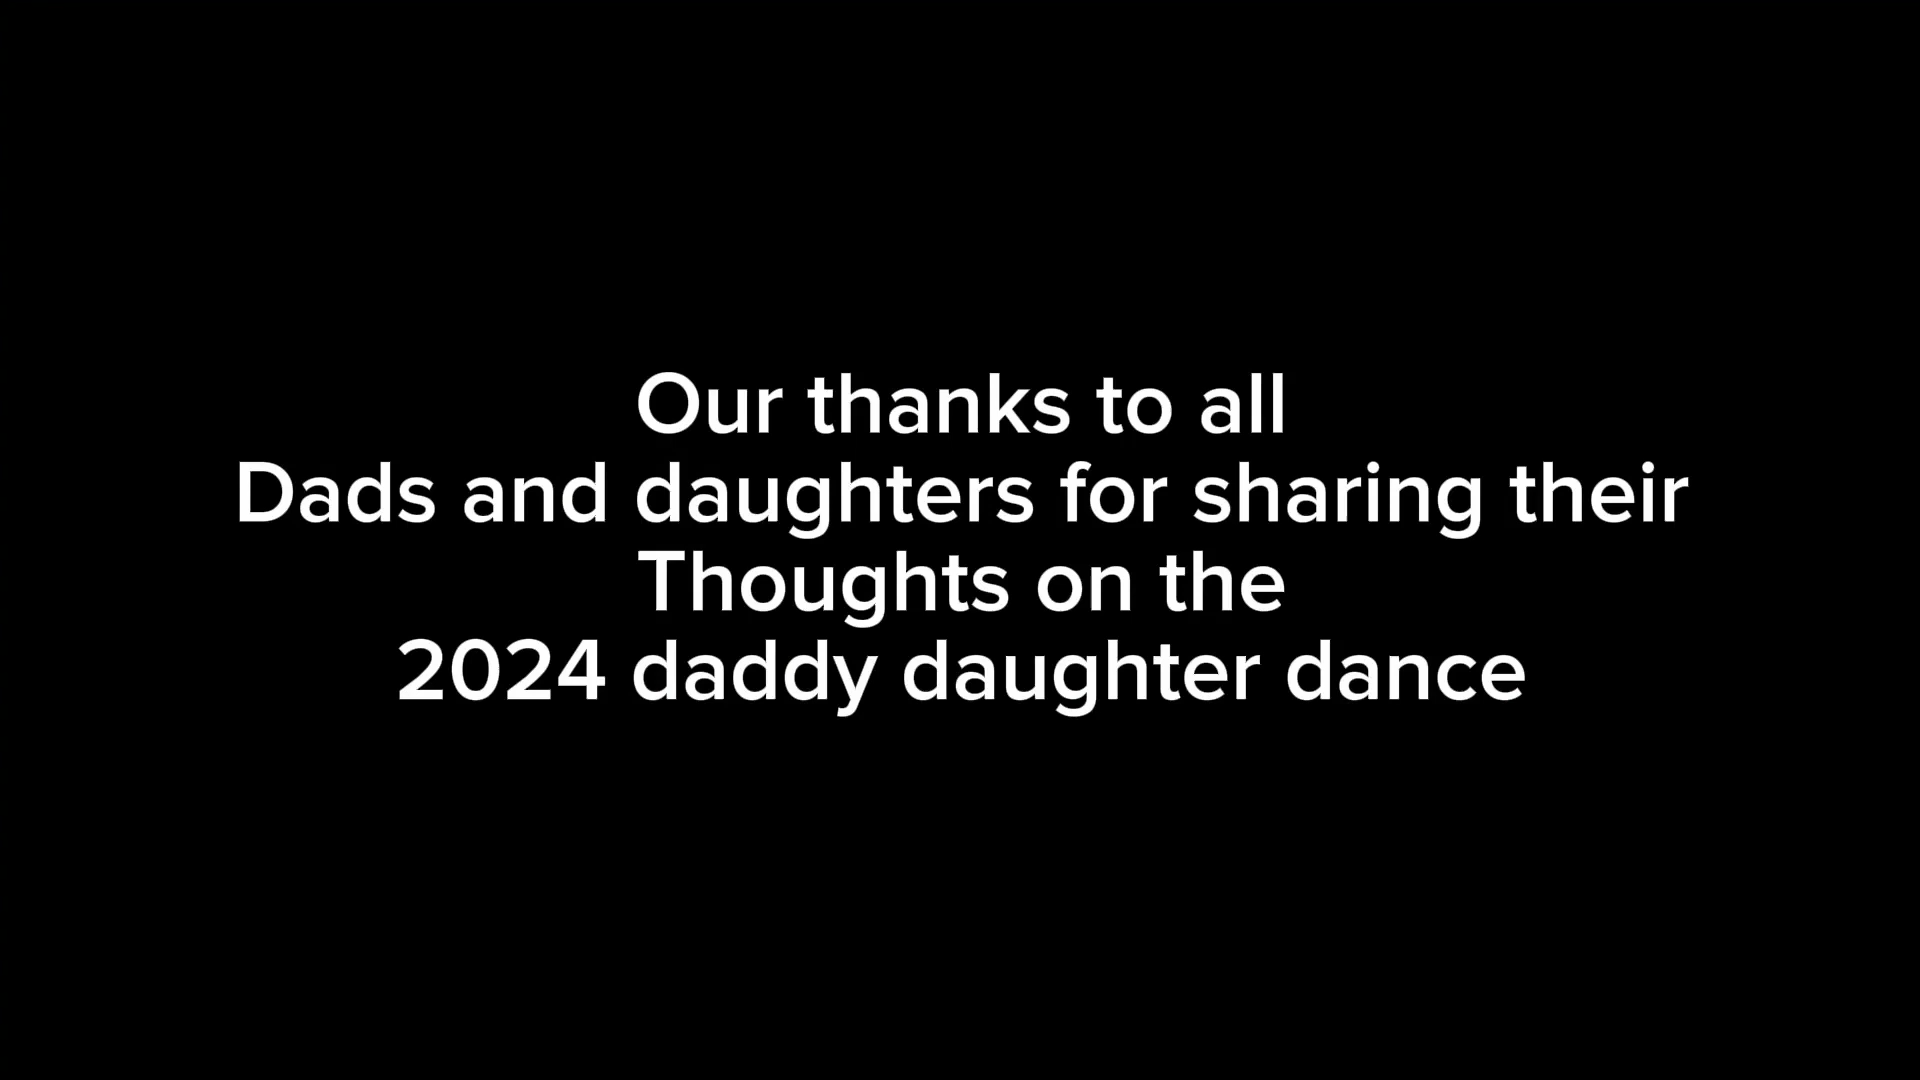 Our thanks to all
Dads and daughters for sharing their
Thoughts on the
2024 daddy daughter dance